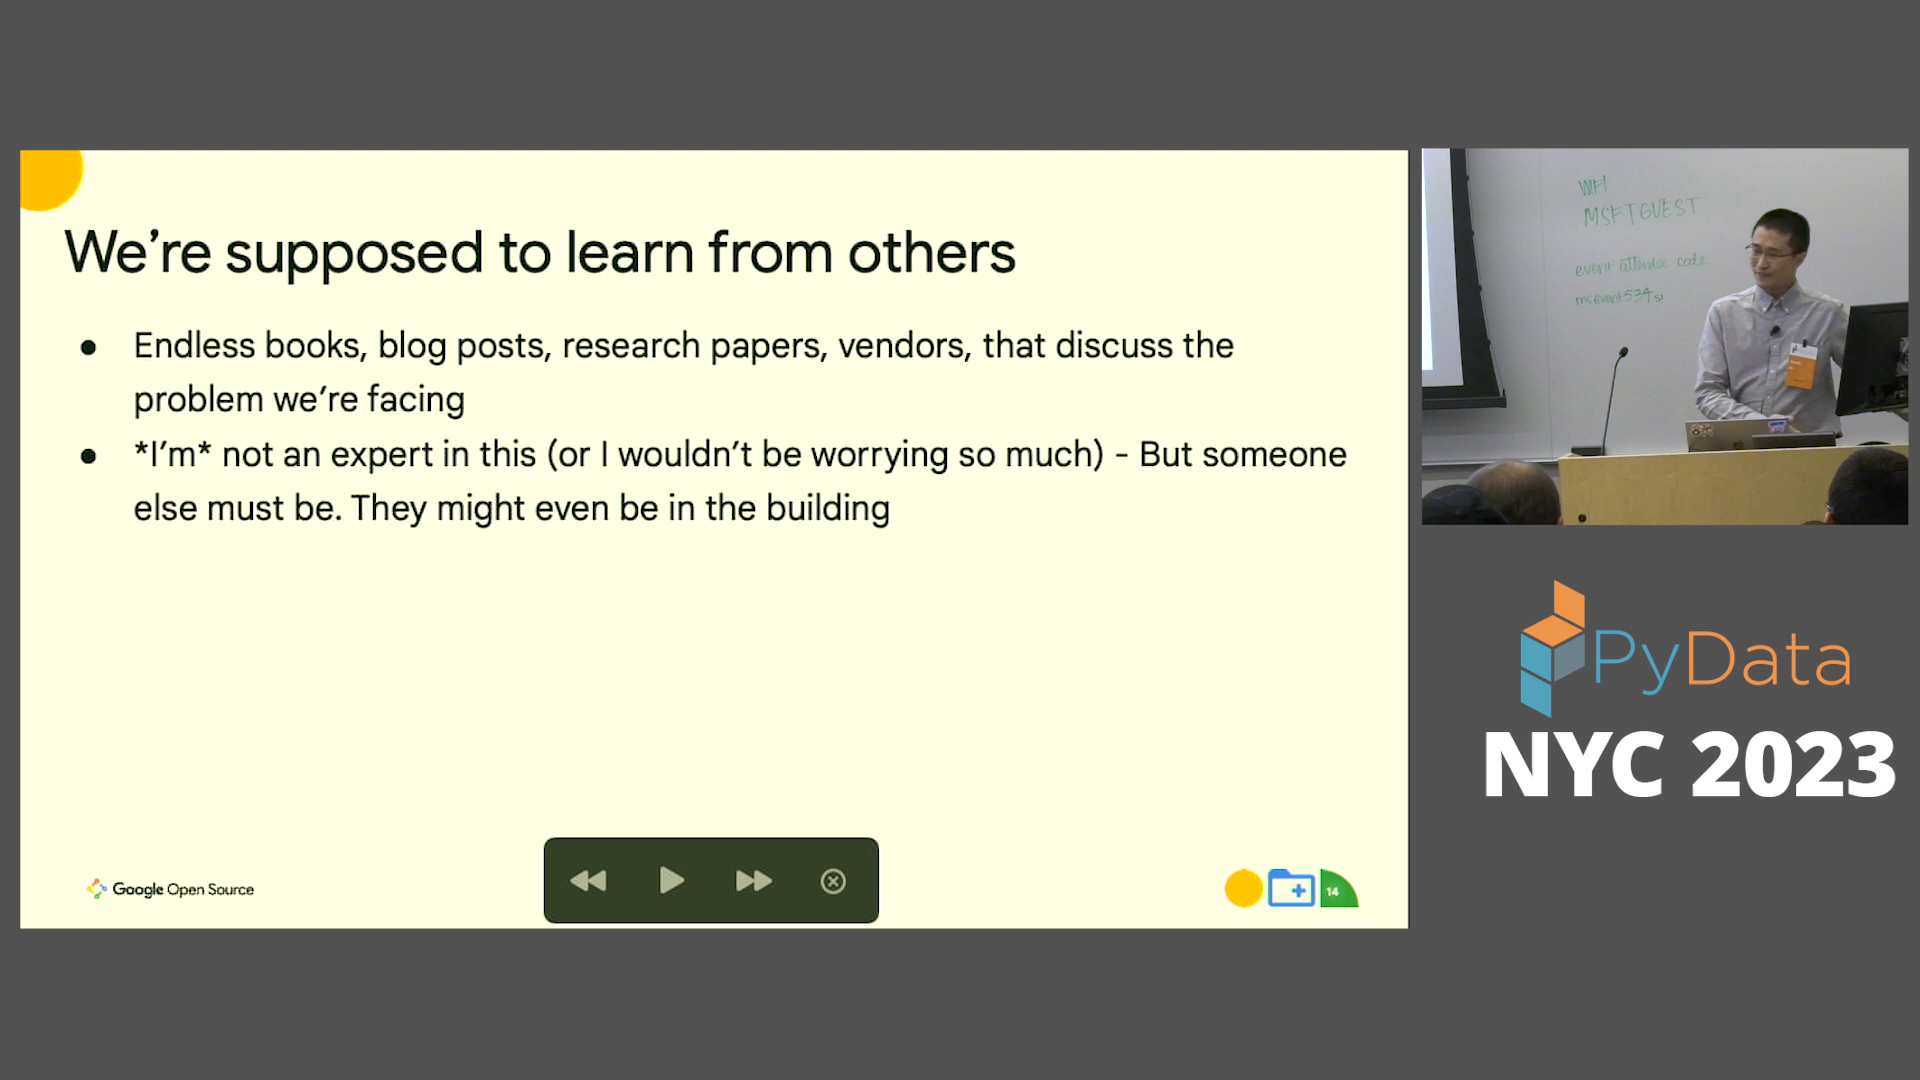 We're supposed to learn from others
● Endless books, blog posts, research papers, vendors, that discuss the
problem we're facing
● *I'm* not an expert in this (or I wouldn't be worrying so much) - But someone
else must be. They might even be in the building
Google Open Source
14
WIFI
MSFTGUEST
event attendee code
PyData
NYC 2023